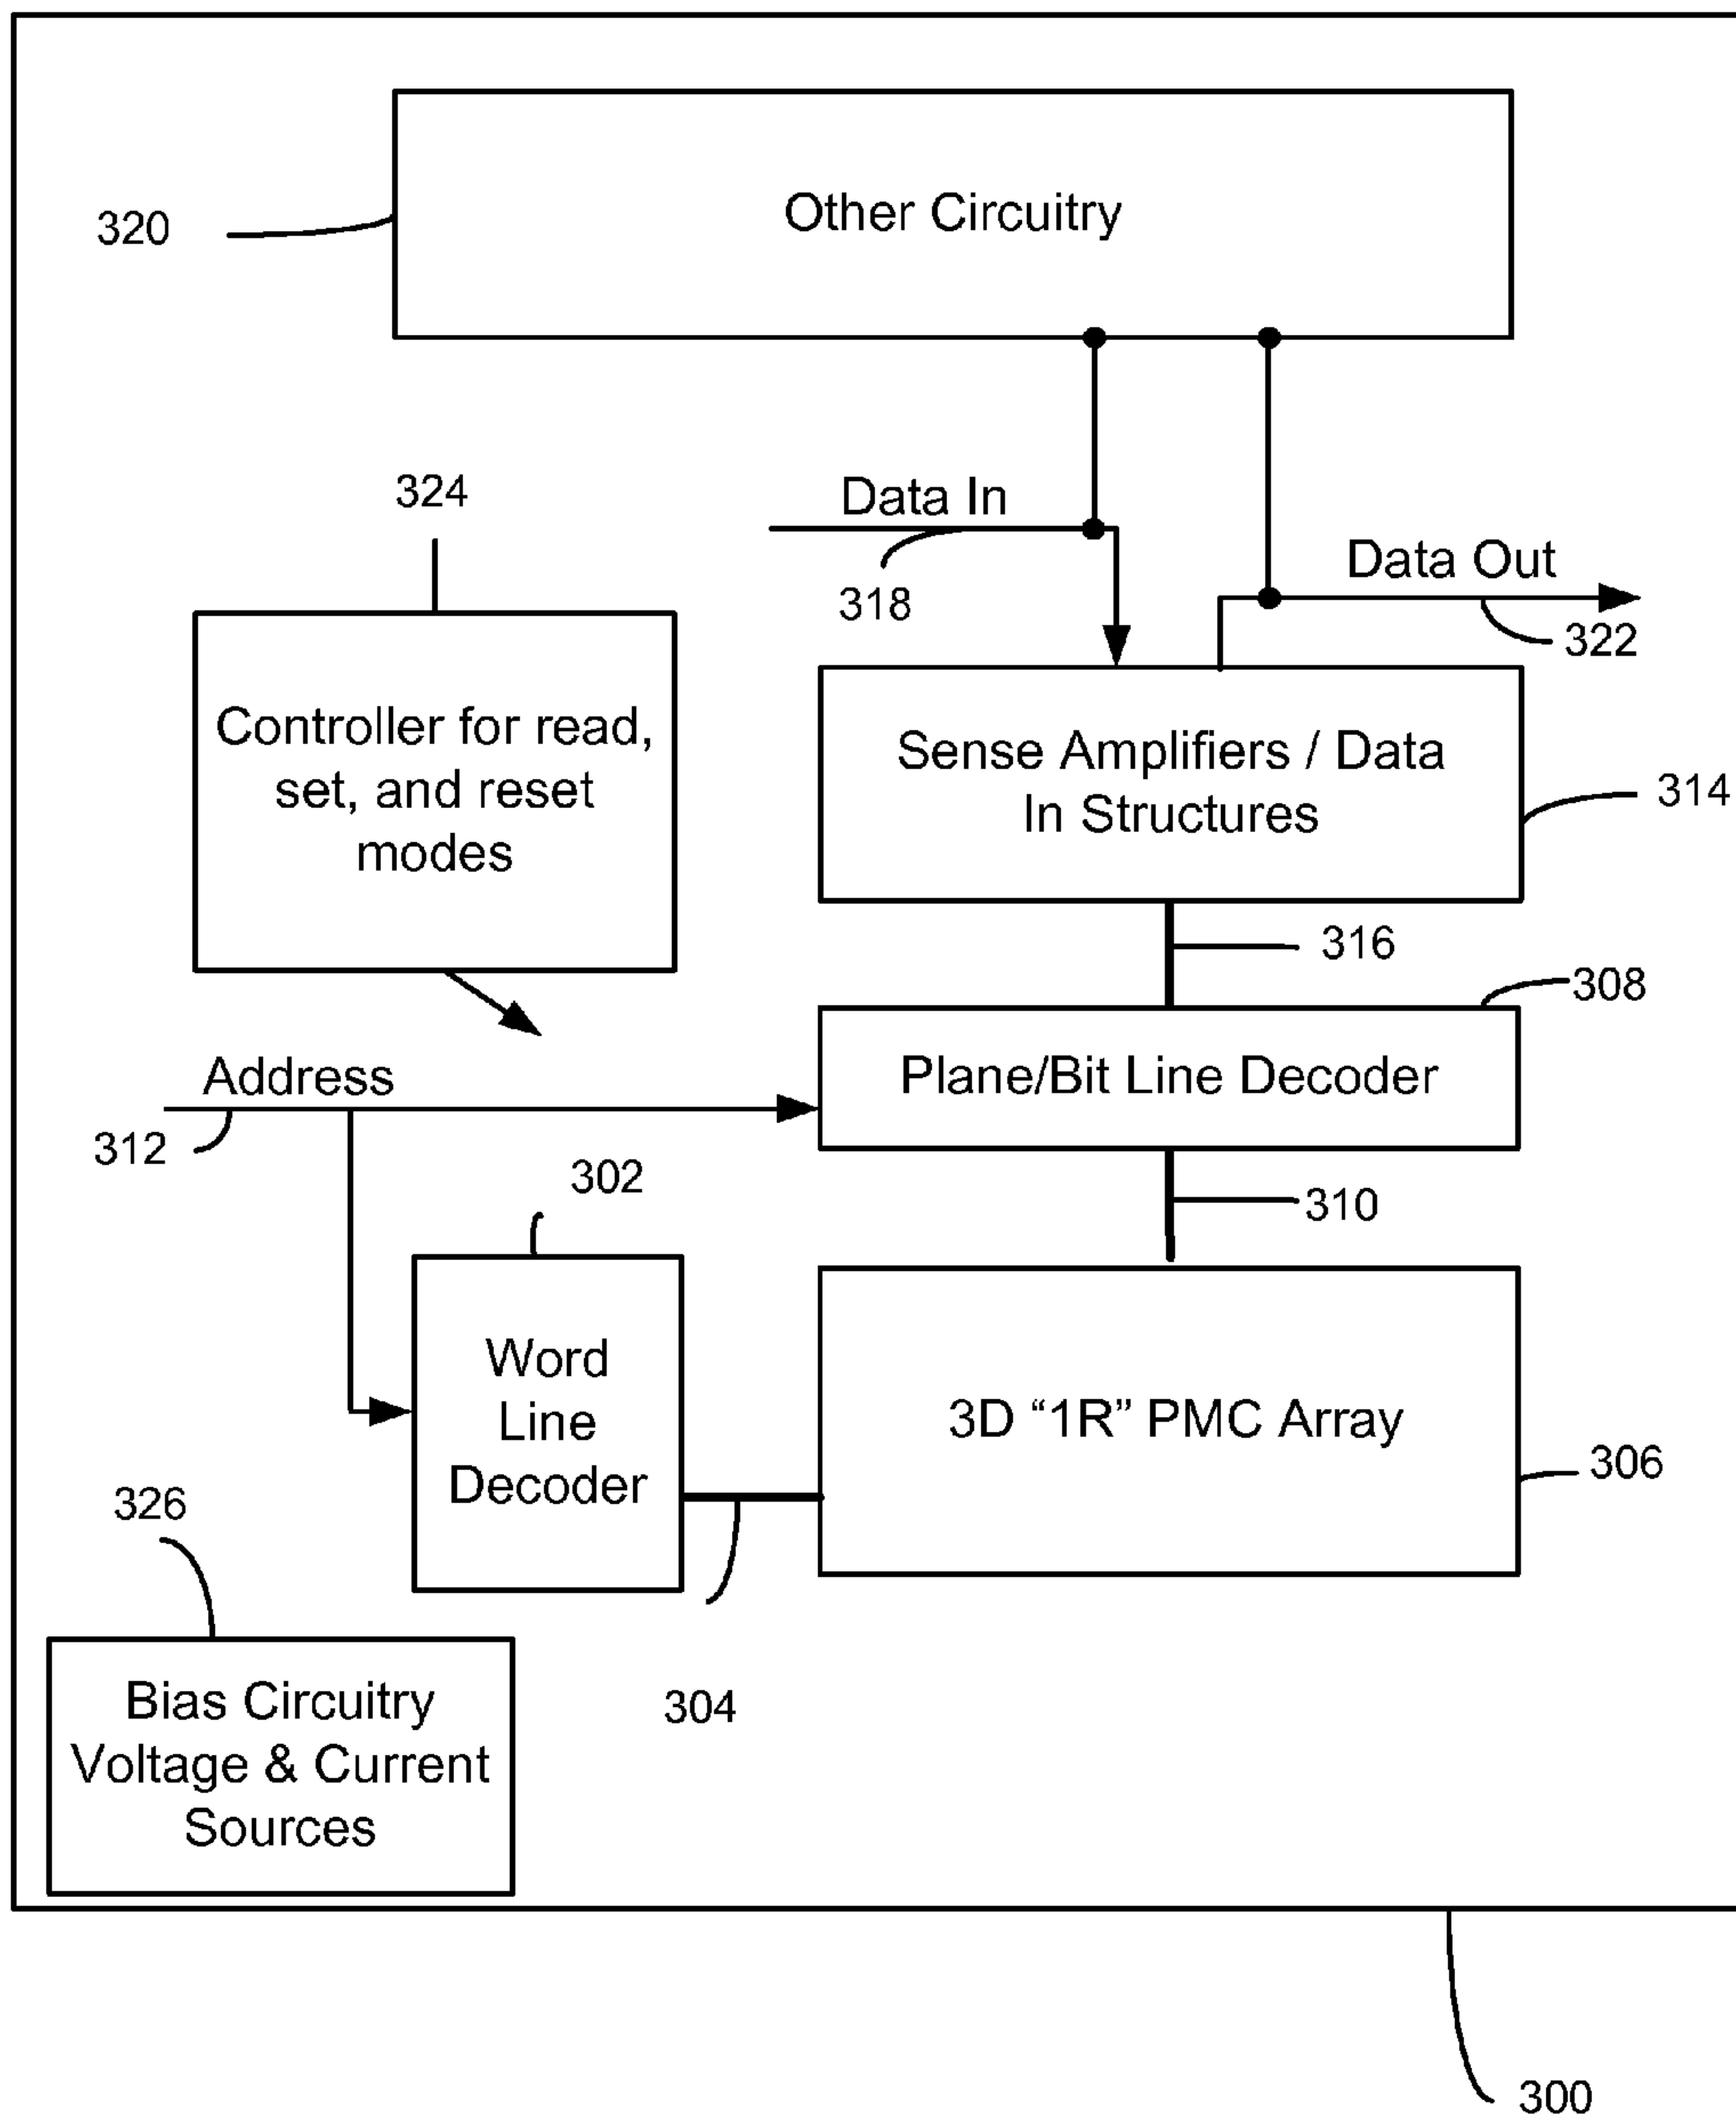 Other Circuitry
320
324
Data In
318
Data Out
322
Controller for read,
set, and reset
modes
Sense Amplifiers / Data
In Structures
314
316
308
Address
312
Plane/Bit Line Decoder
302
310
Word
Line
Decoder
3D “1R” PMC Array
306
326
304
Bias Circuitry
Voltage & Current
Sources
300